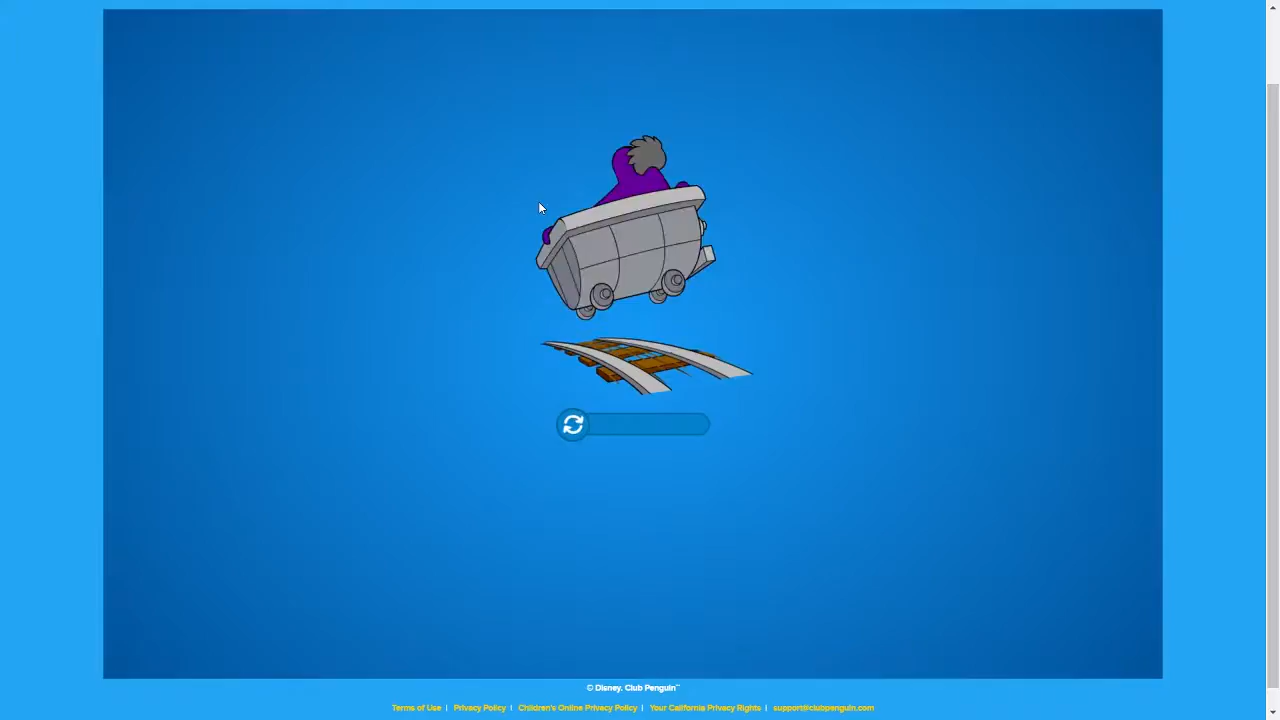 © Disney. Club Penguin™
Terms of Use | Privacy Policy | Children's Online Privacy Policy | Your California Privacy Rights | support@clubpenguin.com